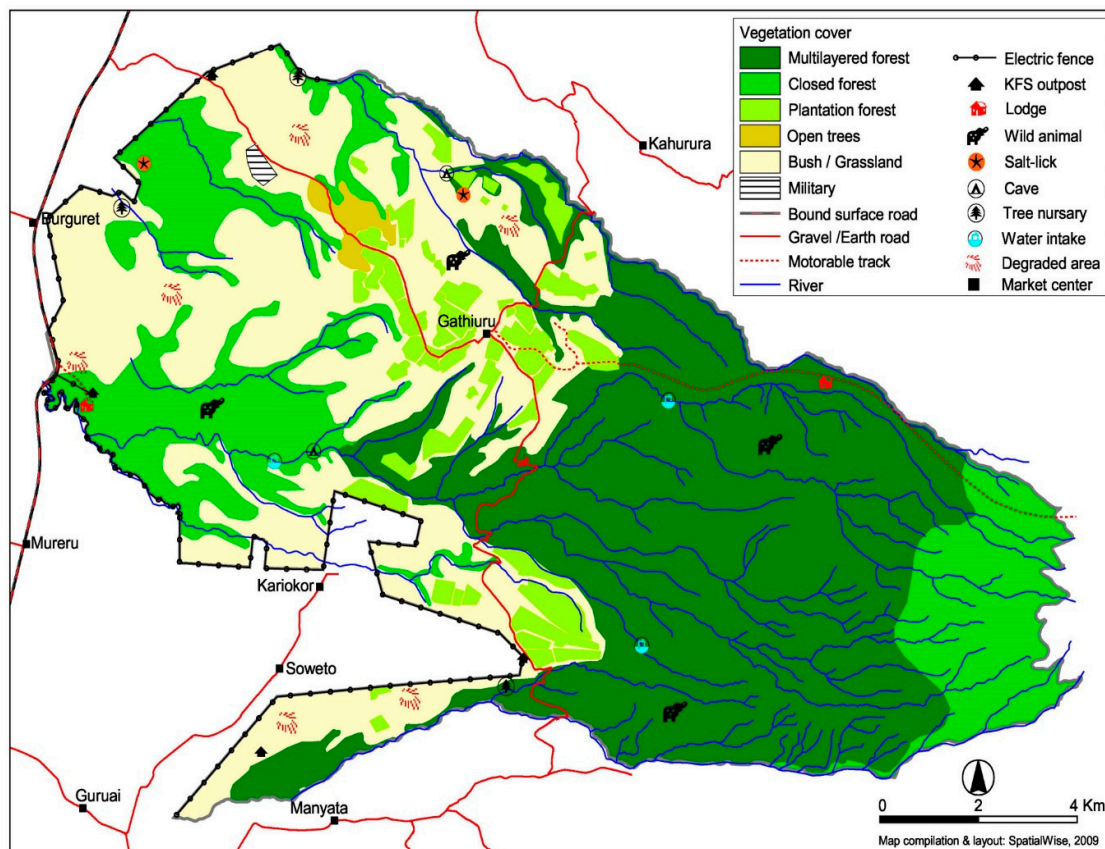 Vegetation cover
Multilayered forest
Closed forest
Plantation forest
Open trees
Bush / Grassland
Military
Bound surface road
Gravel /Earth road
Motorable track
River
Electric fence
KFS outpost
Lodge
Wild animal
Salt-lick
Cave
Tree nursary
Water intake
Degraded area
Market center
Kahurura
Burguret
Gathiuru
Mureru
Kariokor
Soweto
Guruai
Manyata
0 2 4 Km
Map compilation & layout: SpatialWise, 2009